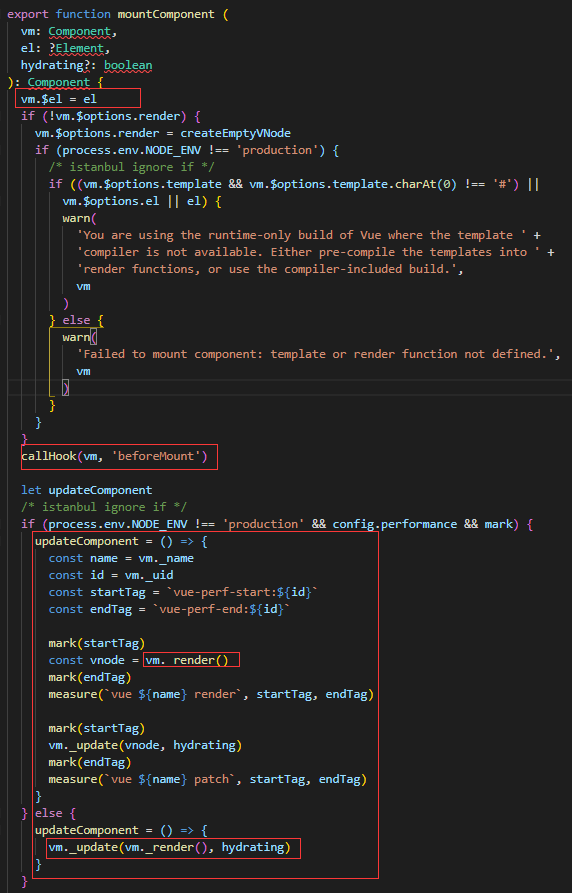 export function mountComponent (
  vm: Component,
  el: ?Element,
  hydrating?: boolean
): Component {
  vm.$el = el
  if (!vm.$options.render) {
    vm.$options.render = createEmptyVNode
    if (process.env.NODE_ENV !== 'production') {
      /* istanbul ignore if */
      if ((vm.$options.template && vm.$options.template.charAt(0) !== '#') ||
        vm.$options.el || el) {
        warn(
          'You are using the runtime-only build of Vue where the template ' +
          'compiler is not available. Either pre-compile the templates into ' +
          'render functions, or use the compiler-included build.',
          vm
        )
      } else {
        warn(
          'Failed to mount component: template or render function not defined.',
          vm
        )
      }
    }
  }
  callHook(vm, 'beforeMount')

  let updateComponent
  /* istanbul ignore if */
  if (process.env.NODE_ENV !== 'production' && config.performance && mark) {
    updateComponent = () => {
      const name = vm._name
      const id = vm._uid
      const startTag = `vue-perf-start:${id}`
      const endTag = `vue-perf-end:${id}`

      mark(startTag)
      const vnode = vm._render()
      mark(endTag)
      measure(`vue ${name} render`, startTag, endTag)

      mark(startTag)
      vm._update(vnode, hydrating)
      mark(endTag)
      measure(`vue ${name} patch`, startTag, endTag)
    }
  } else {
    updateComponent = () => {
      vm._update(vm._render(), hydrating)
    }
  }